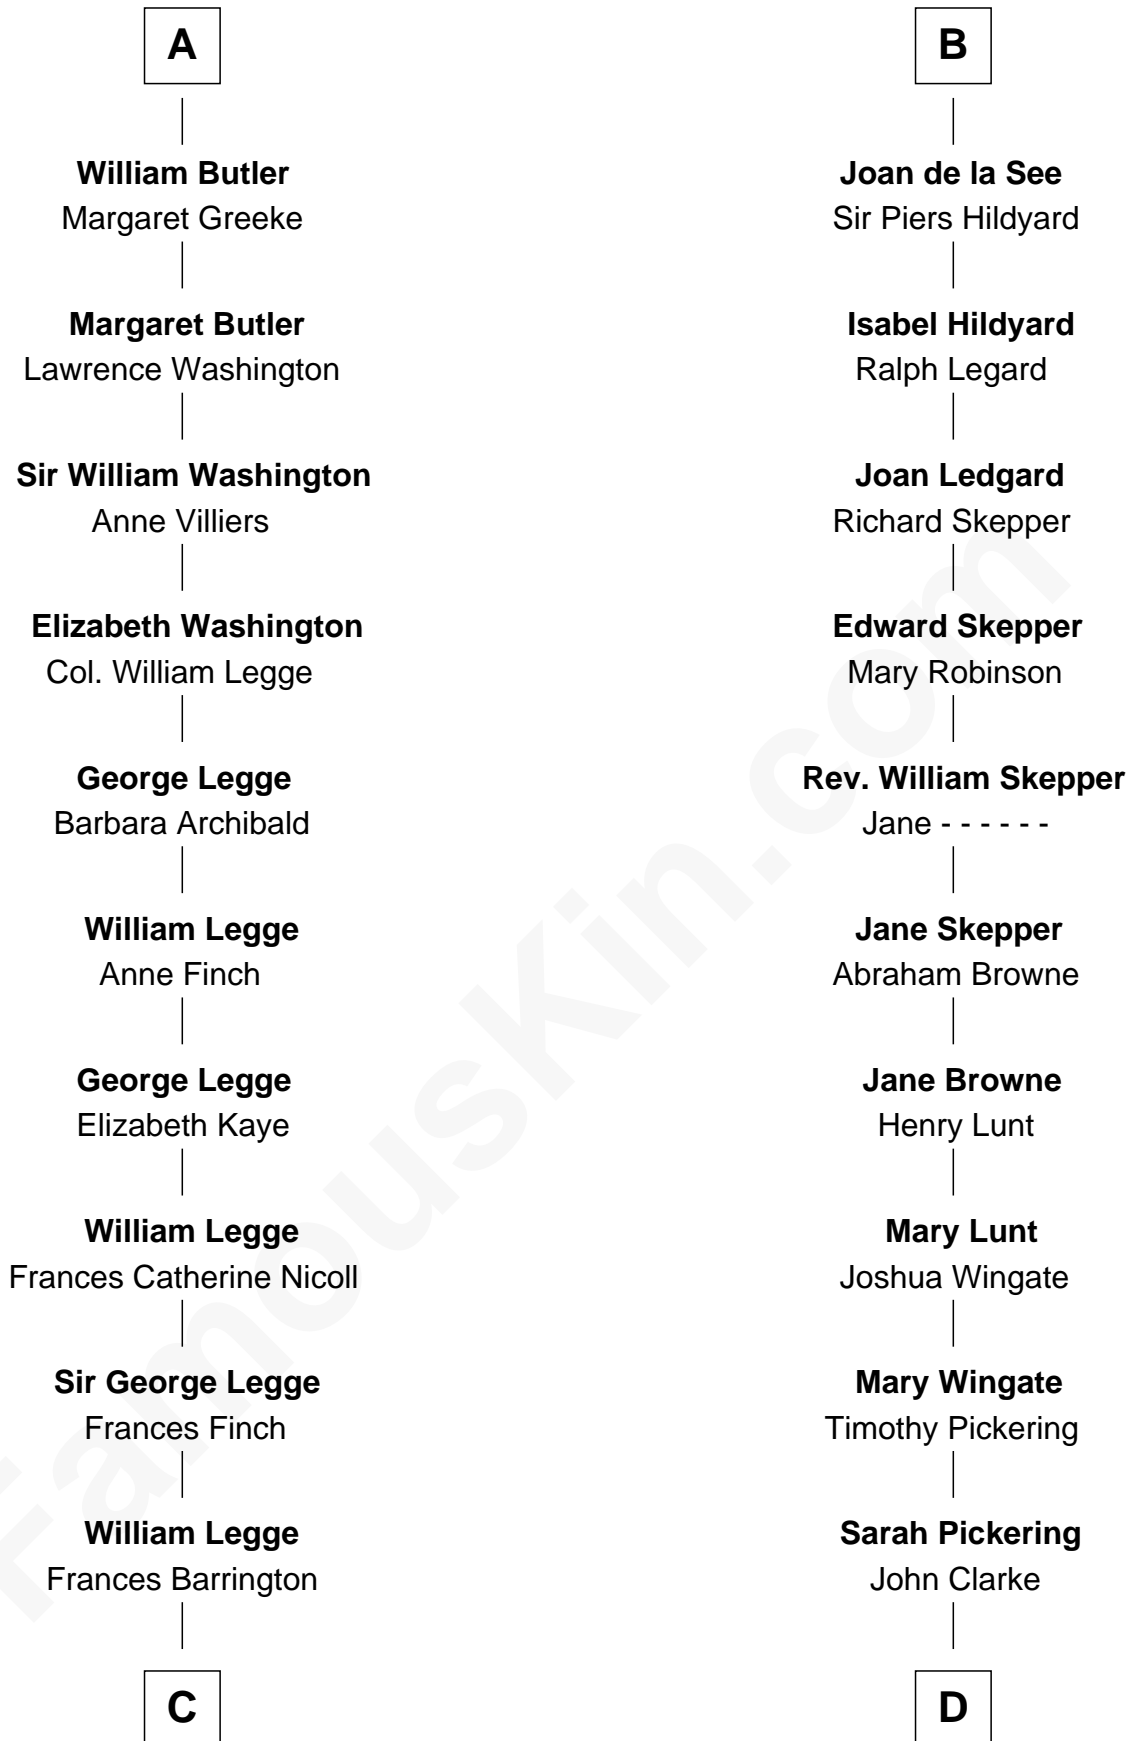 A
William Butler
Margaret Greeke
Margaret Butler
Lawrence Washington
Sir William Washington
Anne Villiers
Elizabeth Washington
Col. William Legge
George Legge
Barbara Archibald
William Legge
Anne Finch
George Legge
Elizabeth Kaye
William Legge
Frances Catherine Nicoll
Sir George Legge
Frances Finch
William Legge
Frances Barrington
C
B
Joan de la See
Sir Piers Hildyard
Isabel Hildyard
Ralph Legard
Joan Ledgard
Richard Skepper
Edward Skepper
Mary Robinson
Rev. William Skepper
Jane - - - - - -
Jane Skepper
Abraham Browne
Jane Browne
Henry Lunt
Mary Lunt
Joshua Wingate
Mary Wingate
Timothy Pickering
Sarah Pickering
John Clarke
D
FamousKin.com